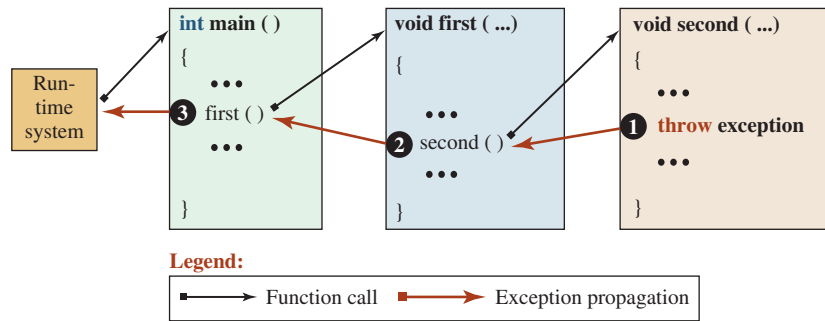 Run-
time
system
int main ( )
{
•••
3 first ( )
•••
}
void first ( ...)
{
•••
2 second ( )
•••
}
void second ( ...)
{
•••
1 throw exception
•••
}
Legend:
Function call
Exception propagation